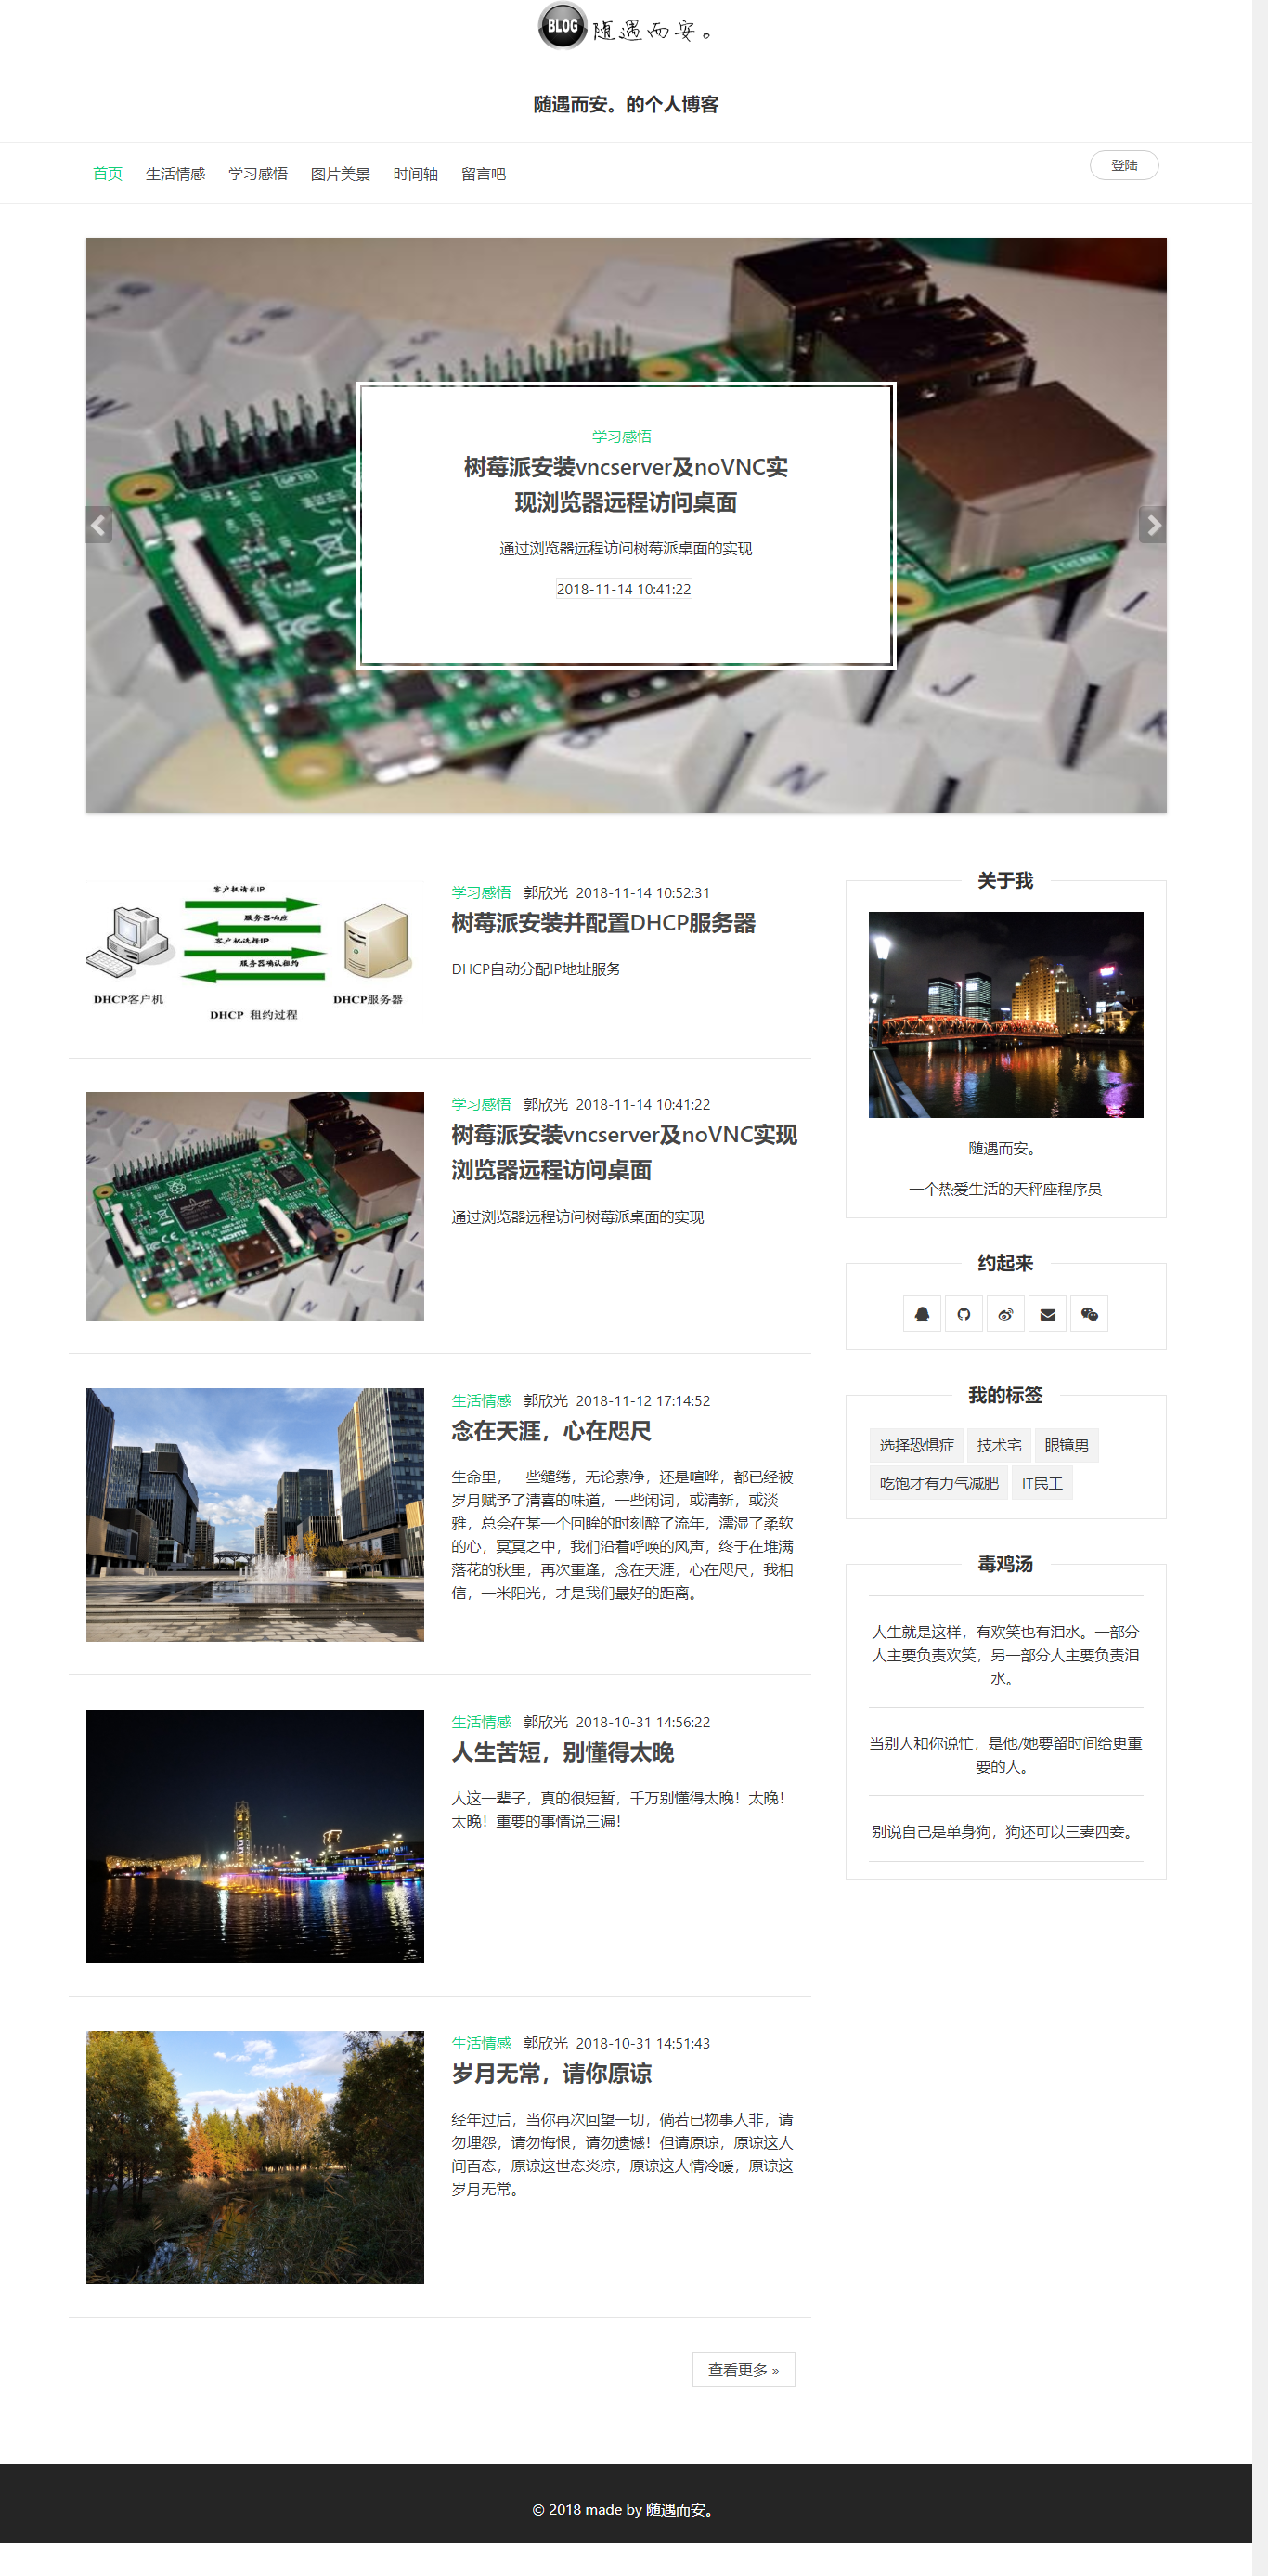 BLOG 随遇而安。
随遇而安。的个人博客
首页 生活情感 学习感悟 图片美景 时间轴 留言吧 登陆
学习感悟
树莓派安装vncserver及noVNC实
现浏览器远程访问桌面
通过浏览器远程访问树莓派桌面的实现
2018-11-14 10:41:22
客户机请求IP
服务器响应
客户机选择IP
服务器确认租约
DHCP客户机
DHCP服务器
DHCP 租约过程
学习感悟 郭欣光 2018-11-14 10:52:31
树莓派安装并配置DHCP服务器
DHCP自动分配IP地址服务
学习感悟 郭欣光 2018-11-14 10:41:22
树莓派安装vncserver及noVNC实现
浏览器远程访问桌面
通过浏览器远程访问树莓派桌面的实现
生活情感 郭欣光 2018-11-12 17:14:52
念在天涯，心在咫尺
生命里，一些缱绻，无论素净，还是喧哗，都已经被
岁月赋予了清喜的味道，一些闲词，或清新，或淡
雅，总会在某一个回眸的时刻醉了流年，濡湿了柔软
的心，冥冥之中，我们沿着呼唤的风声，终于在堆满
落花的秋里，再次重逢，念在天涯，心在咫尺，我相
信，一米阳光，才是我们最好的距离。
生活情感 郭欣光 2018-10-31 14:56:22
人生苦短，别懂得太晚
人这一辈子，真的很短暂，千万别懂得太晚！太晚！
太晚！重要的事情说三遍！
生活情感 郭欣光 2018-10-31 14:51:43
岁月无常，请你原谅
经年过后，当你再次回望一切，倘若已物事人非，请
勿埋怨，请勿悔恨，请勿遗憾！但请原谅，原谅这人
间百态，原谅这世态炎凉，原谅这人情冷暖，原谅这
岁月无常。
查看更多 »
关于我
随遇而安。
一个热爱生活的天秤座程序员
约起来
我的标签
选择恐惧症 技术宅 眼镜男
吃饱才有力气减肥 IT民工
毒鸡汤
人生就是这样，有欢笑也有泪水。一部分
人主要负责欢笑，另一部分人主要负责泪
水。
当别人和你说忙，是他/她要留时间给更重
要的人。
别说自己是单身狗，狗还可以三妻四妾。
© 2018 made by 随遇而安。